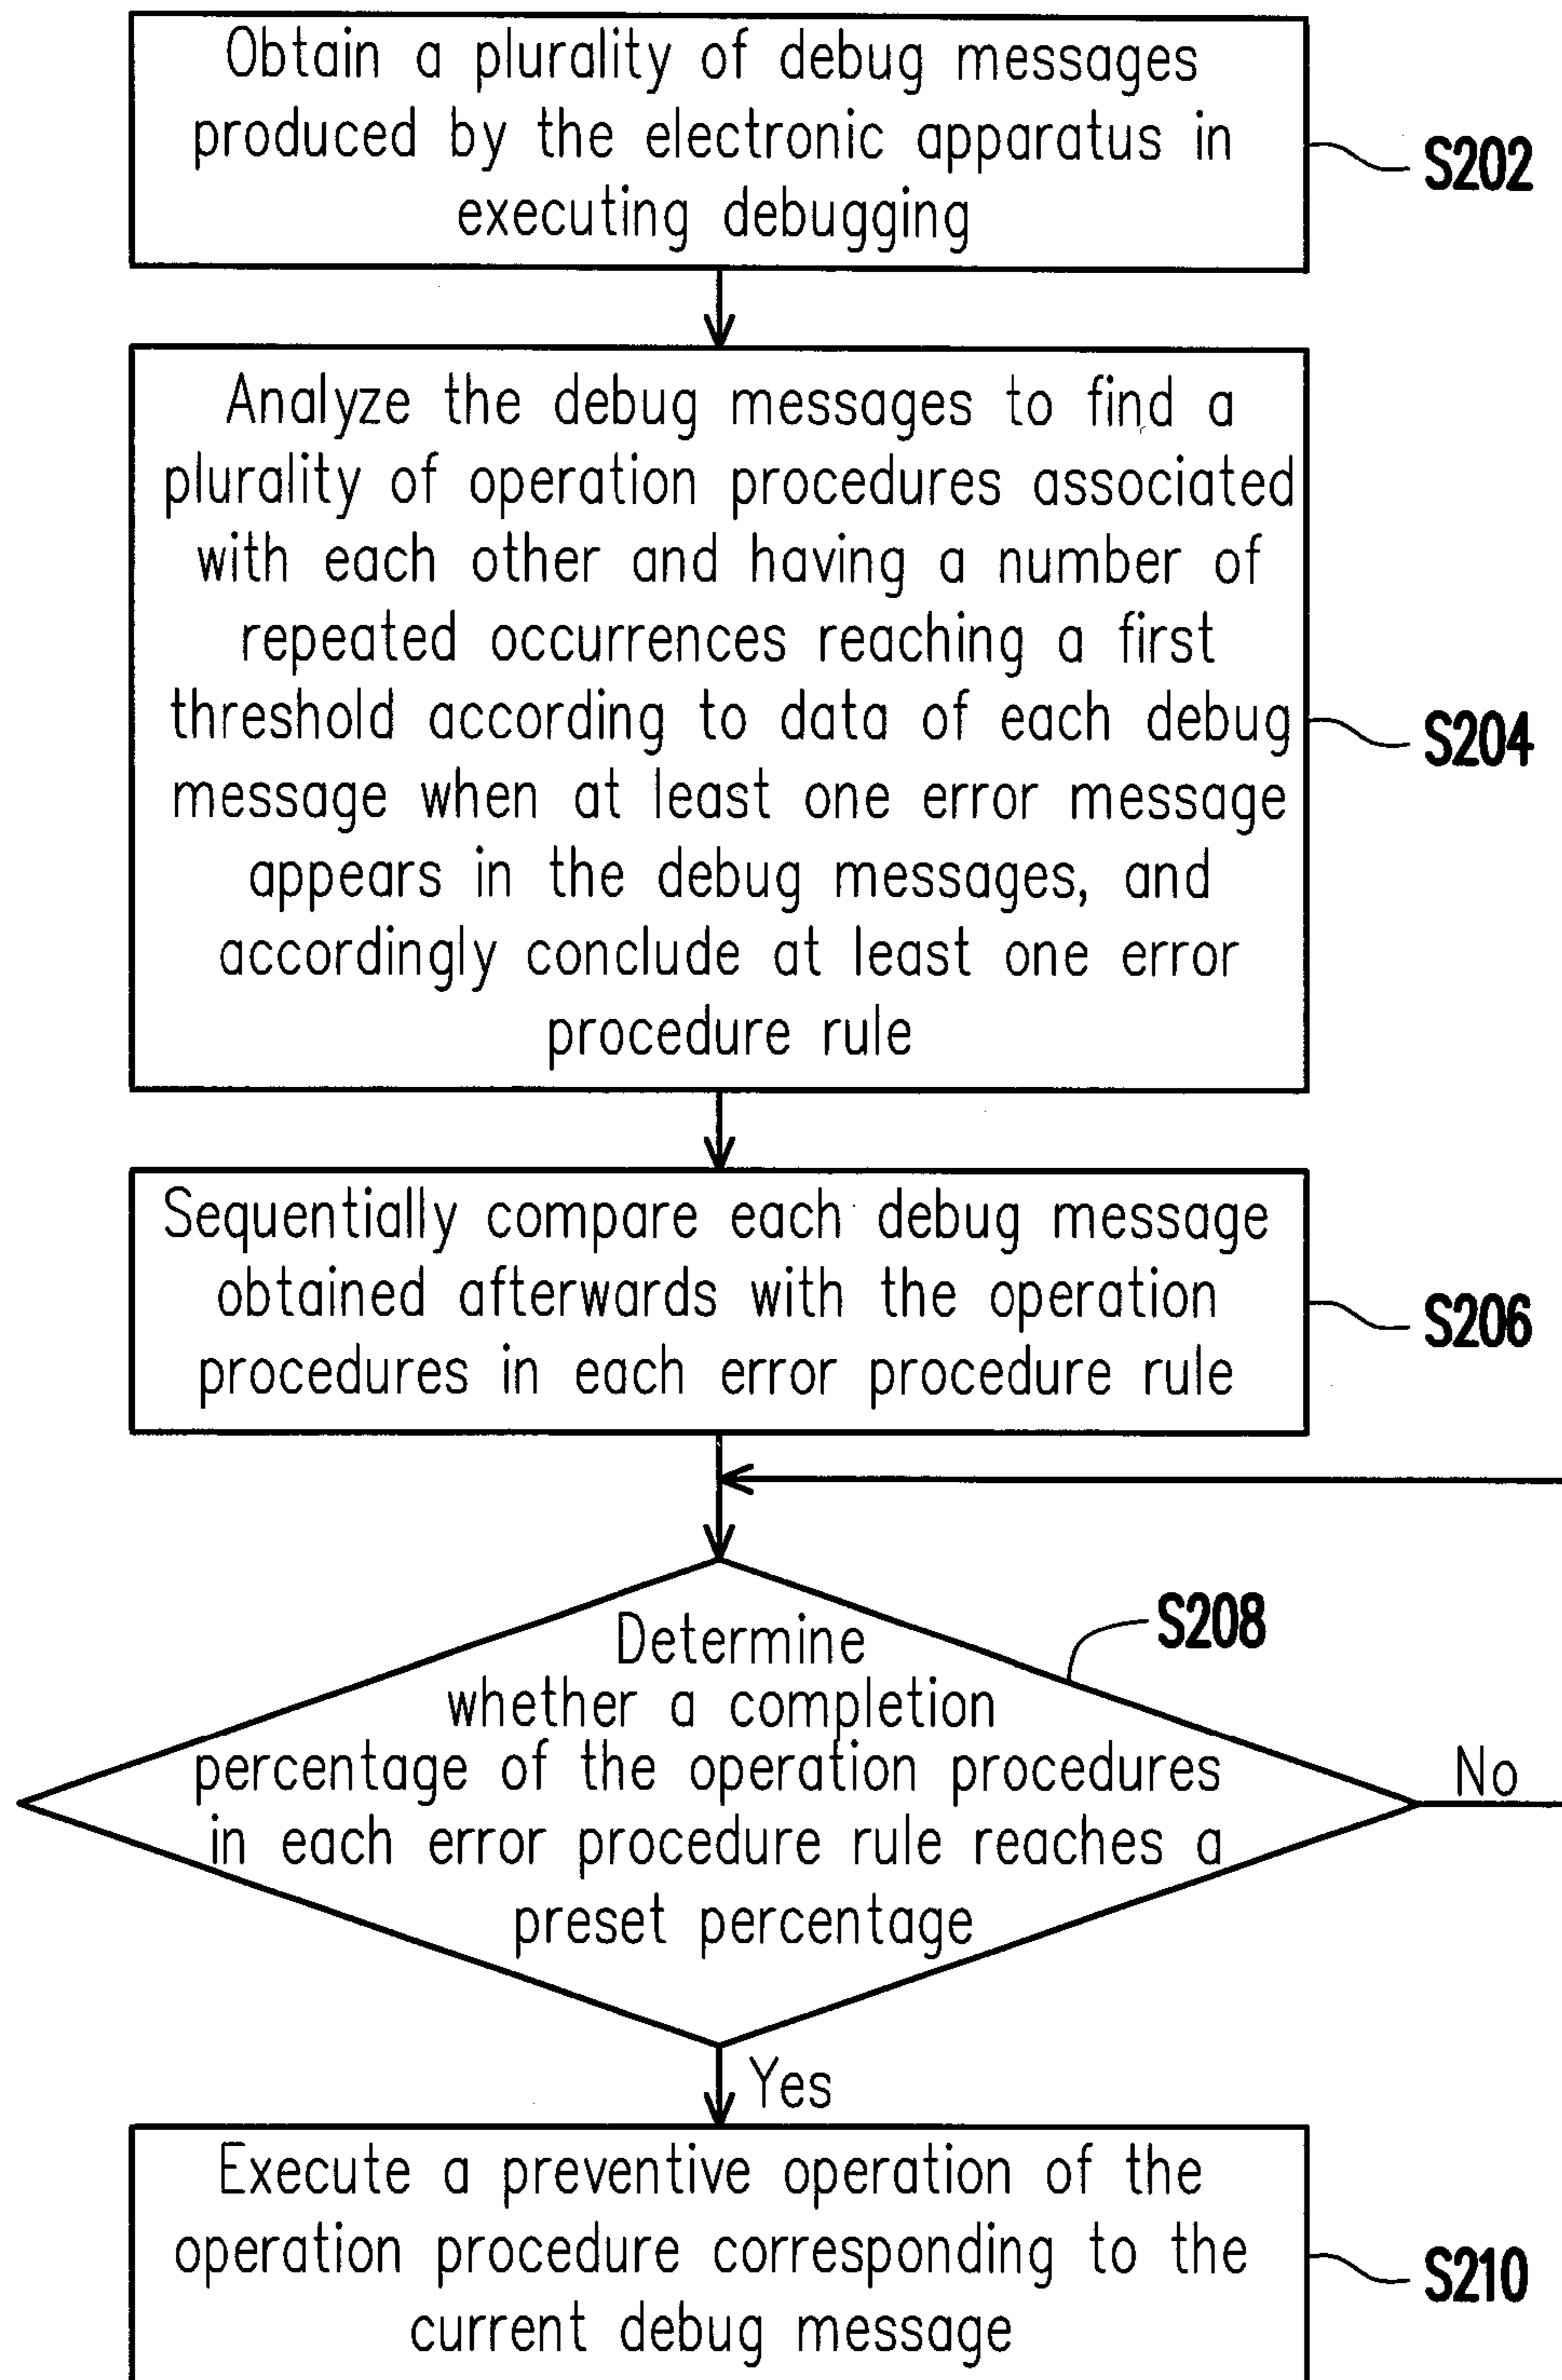 Obtain a plurality of debug messages
produced by the electronic apparatus in
executing debugging
S202
Analyze the debug messages to find a
plurality of operation procedures associated
with each other and having a number of
repeated occurrences reaching a first
threshold according to data of each debug
message when at least one error message
appears in the debug messages, and
accordingly conclude at least one error
procedure rule
S204
Sequentially compare each debug message
obtained afterwards with the operation
procedures in each error procedure rule
S206
Determine
whether a completion
percentage of the operation procedures
in each error procedure rule reaches a
preset percentage
S208
No
Yes
Execute a preventive operation of the
operation procedure corresponding to the
current debug message
S210